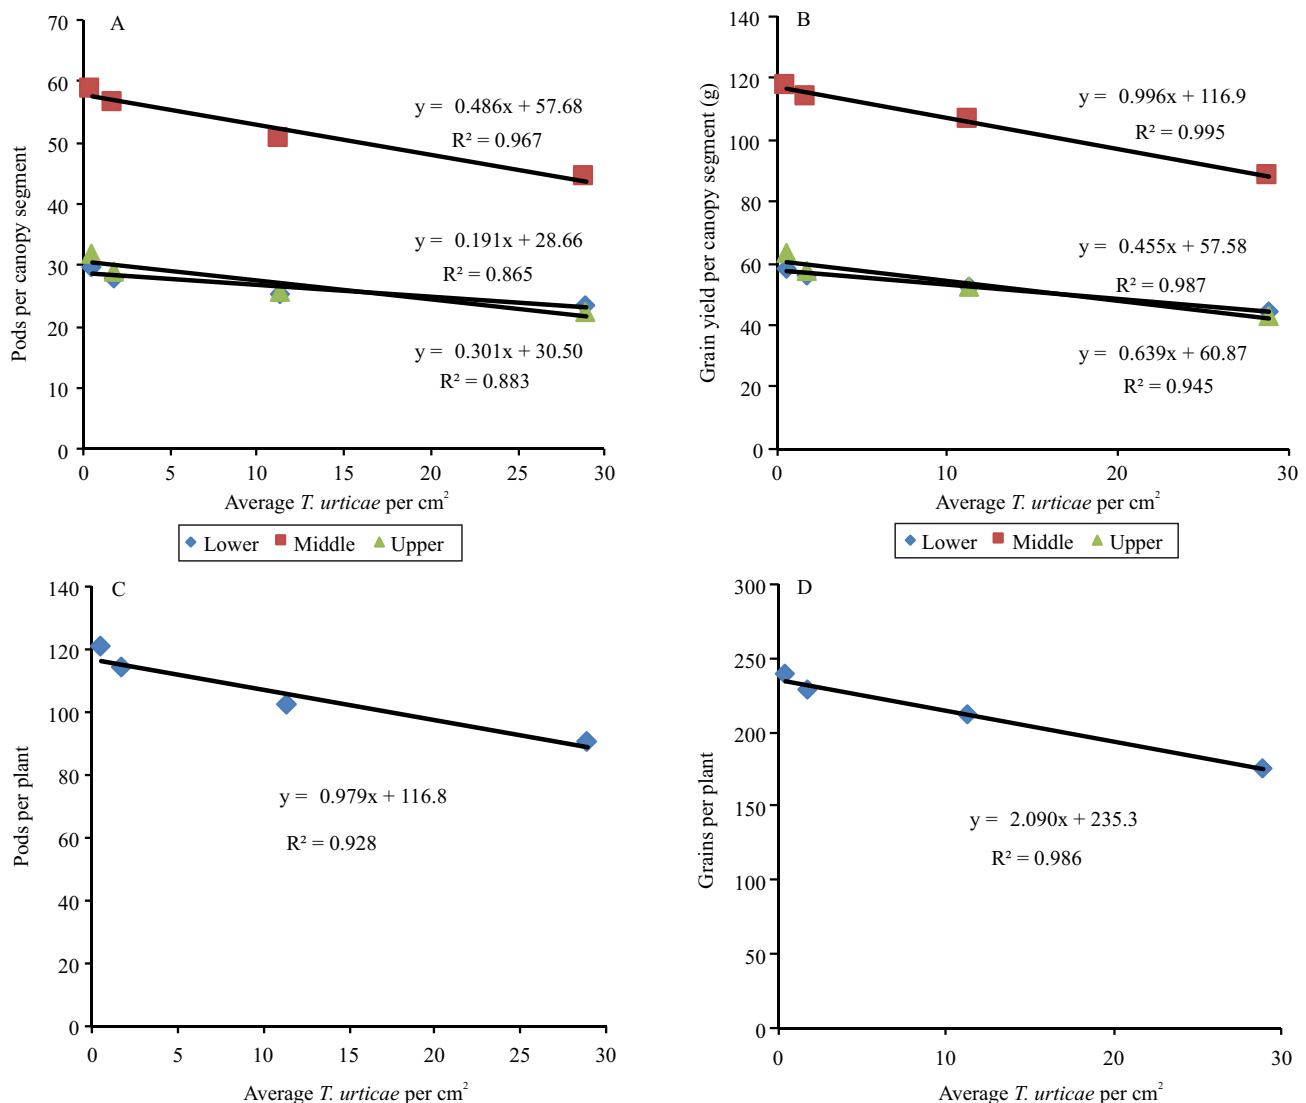 A
70
60
50
40
30
20
10
0
Pods per canopy segment
y = 0.486x + 57.68
R² = 0.967
y = 0.191x + 28.66
R² = 0.865
y = 0.301x + 30.50
R² = 0.883
0 5 10 15 20 25 30
Average T. urticae per cm²
Lower Middle Upper
B
140
120
100
80
60
40
20
0
Grain yield per canopy segment (g)
y = 0.996x + 116.9
R² = 0.995
y = 0.455x + 57.58
R² = 0.987
y = 0.639x + 60.87
R² = 0.945
0 10 20 30
Average T. urticae per cm²
Lower Middle Upper
C
140
120
100
80
60
40
20
0
Pods per plant
y = 0.979x + 116.8
R² = 0.928
0 5 10 15 20 25 30
Average T. urticae per cm²
D
300
250
200
150
100
50
0
Grains per plant
y = 2.090x + 235.3
R² = 0.986
0 10 20 30
Average T. urticae per cm²